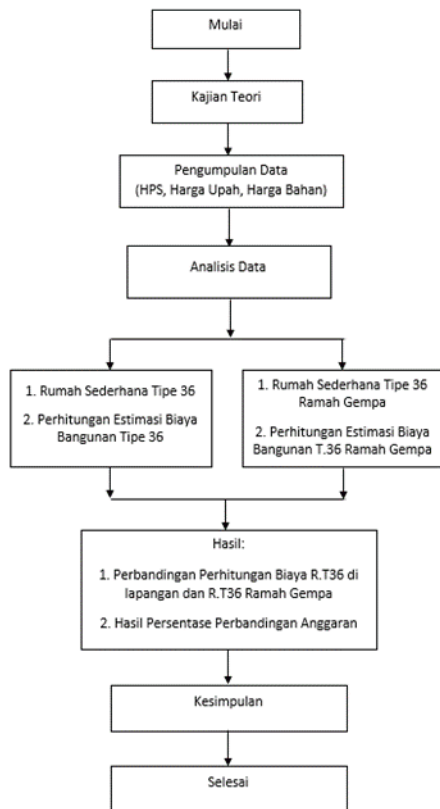 Mulai
Kajian Teori
Pengumpulan Data
(HPS, Harga Upah, Harga Bahan)
Analisis Data
1. Rumah Sederhana Tipe 36
2. Perhitungan Estimasi Biaya
Bangunan Tipe 36
1. Rumah Sederhana Tipe 36
Ramah Gempa
2. Perhitungan Estimasi Biaya
Bangunan T.36 Ramah Gempa
Hasil:
1. Perbandingan Perhitungan Biaya R.T36 di
lapangan dan R.T36 Ramah Gempa
2. Hasil Persentase Perbandingan Anggaran
Kesimpulan
Selesai